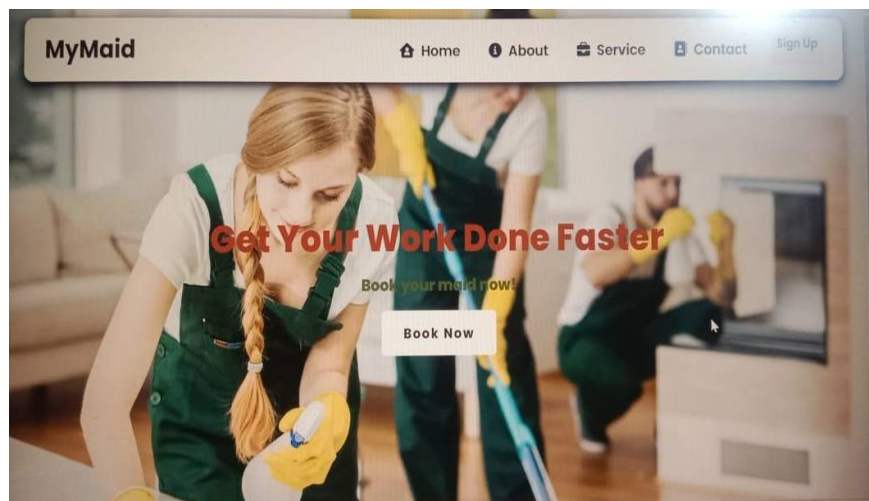 MyMaid
Home
About
Service
Contact
Sign Up
Get Your Work Done Faster
Book your maid now!
Book Now